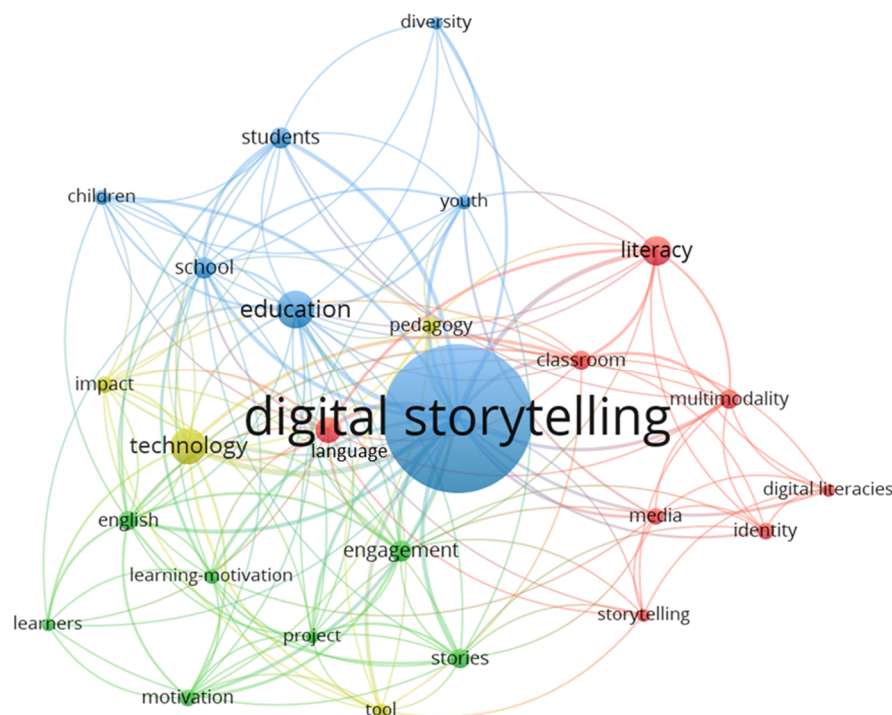 diversity
students
children
youth
literacy
school
education
pedagogy
classroom
impact
multimodality
digital storytelling
technology
language
digital literacies
english
media
identity
engagement
learning-motivation
storytelling
learners
project
stories
motivation
tool